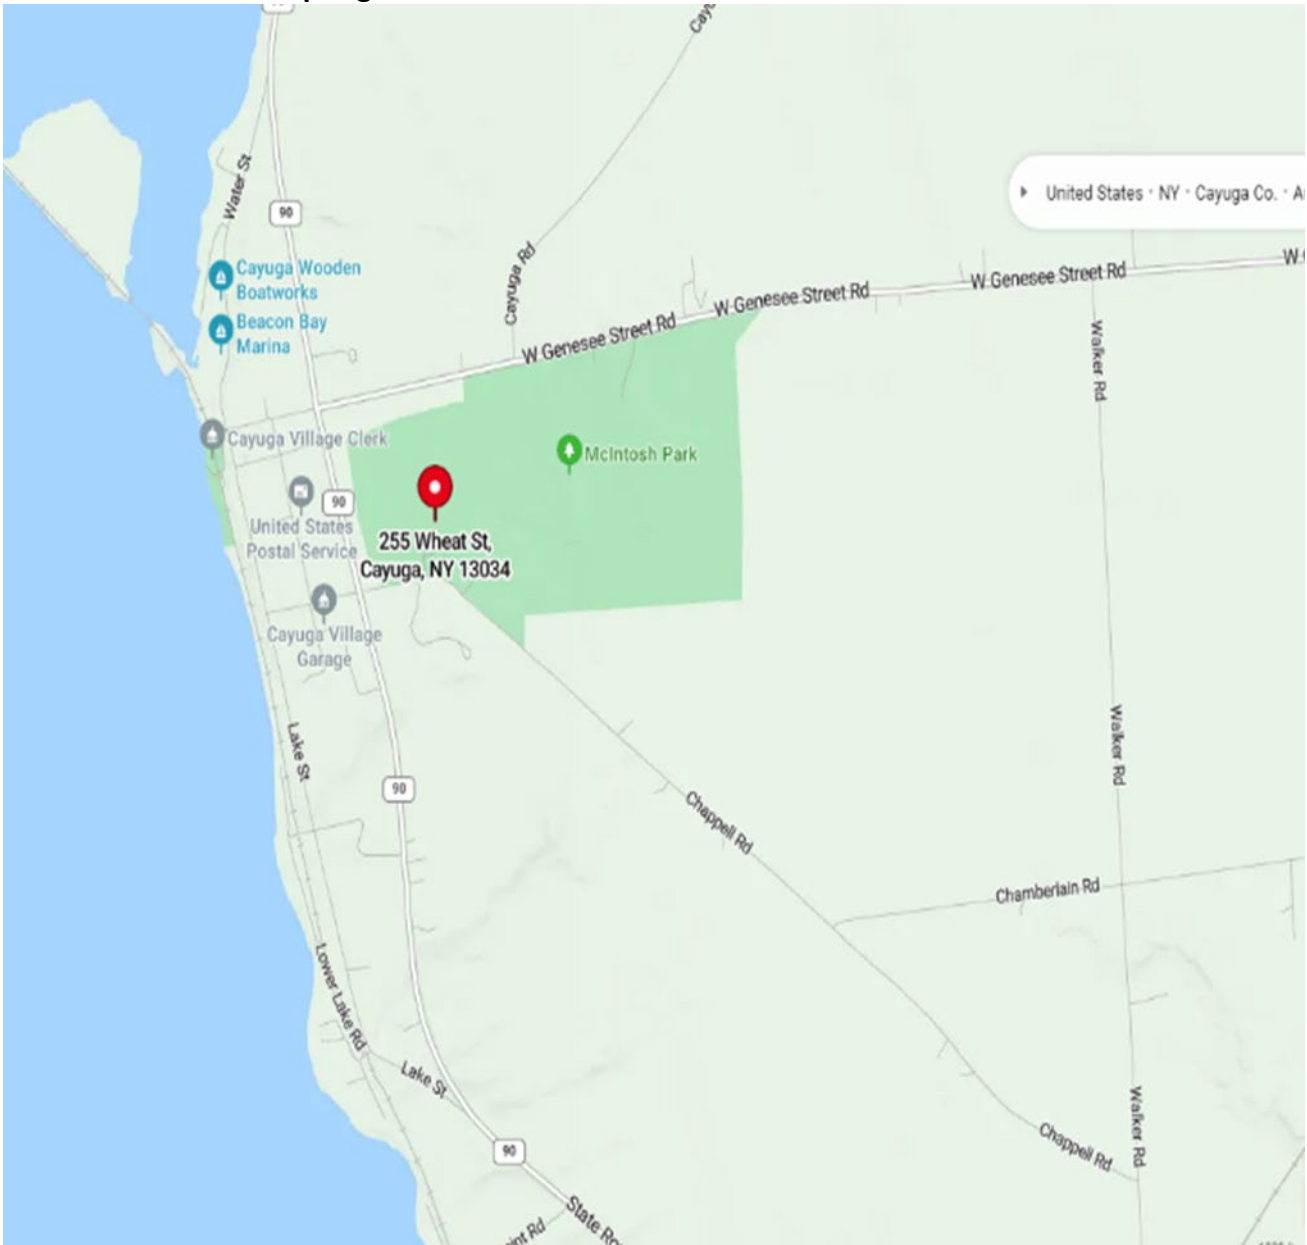 90
Water St
Cayuga Rd
United States · NY · Cayuga Co.
W Genesee Street Rd
W Genesee Street Rd
W Genesee Street Rd
Cayuga Wooden
Boatworks
Beacon Bay
Marina
Walker Rd
Cayuga Village Clerk
McIntosh Park
90
United States
Postal Service
255 Wheat St,
Cayuga, NY 13034
Cayuga Village
Garage
Lake St
Walker Rd
90
Chappell Rd
Chamberlain Rd
Lower Lake Rd
Lake St
Walker Rd
Chappell Rd
90